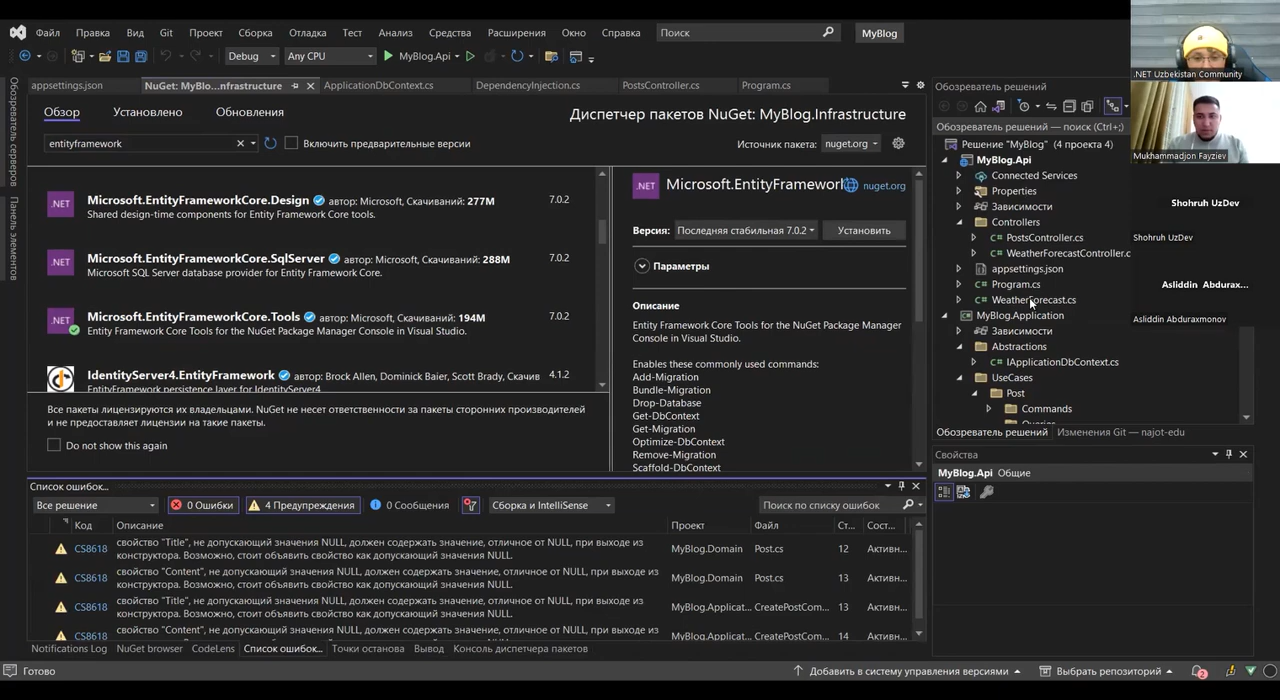 Файл Правка Вид Git Проект Сборка Отладка Тест Анализ Средства Расширения Окно Справка Поиск MyBlog
Debug Any CPU MyBlog.Api
.NET Uzbekistan Community
Mukhammadjon Fayziev
Shohruh UzDev
Shohruh UzDev
Asliddin Abdurax...
Asliddin Abduraxmonov
Обозреватель серверов
Панель элементов
appsettings.json NuGet: MyBlo...nfrastructure ApplicationDbContext.cs DependencyInjection.cs PostsController.cs Program.cs
Обзор Установлено Обновления
Диспетчер пакетов NuGet: MyBlog.Infrastructure
entityframework Включить предварительные версии
Источник пакета: nuget.org
.NET Microsoft.EntityFrameworkCore.Design автор: Microsoft, Скачиваний: 277M 7.0.2
Shared design-time components for Entity Framework Core tools.
.NET Microsoft.EntityFrameworkCore.SqlServer автор: Microsoft, Скачиваний: 288M 7.0.2
Microsoft SQL Server database provider for Entity Framework Core.
.NET Microsoft.EntityFrameworkCore.Tools автор: Microsoft, Скачиваний: 194M 7.0.2
Entity Framework Core Tools for the NuGet Package Manager Console in Visual Studio.
IdentityServer4.EntityFramework автор: Brock Allen, Dominick Baier, Scott Brady, Скачив 4.1.2
EntityFramework persistence layer for IdentityServer4
Все пакеты лицензируются их владельцами. NuGet не несет ответственности за пакеты сторонних производителей
и не предоставляет лицензии на такие пакеты.
Do not show this again
.NET Microsoft.EntityFramework nuget.org
Версия: Последняя стабильная 7.0.2 Установить
Параметры
Описание
Entity Framework Core Tools for the NuGet Package Manager
Console in Visual Studio.
Enables these commonly used commands:
Add-Migration
Bundle-Migration
Drop-Database
Get-DbContext
Get-Migration
Optimize-DbContext
Remove-Migration
Scaffold-DbContext
Обозреватель решений
Обозреватель решений — поиск (Ctrl+;)
Решение "MyBlog" (4 проекта 4)
MyBlog.Api
Connected Services
Properties
Зависимости
Controllers
PostsController.cs
WeatherForecastController.c
appsettings.json
Program.cs
WeatherForecast.cs
MyBlog.Application
Зависимости
Abstractions
IApplicationDbContext.cs
UseCases
Post
Commands
Queries
Обозреватель решений Изменения Git — najot-edu
Свойства
MyBlog.Api Общие
Список ошибок...
Все решение 0 Ошибки 4 Предупреждения 0 Сообщения Сборка и IntelliSense Поиск по списку ошибок
Код Описание Проект Файл Ст... Сост...
CS8618 свойство "Title", не допускающий значения NULL, должен содержать значение, отличное от NULL, при выходе из MyBlog.Domain Post.cs 12 Активн...
конструктора. Возможно, стоит объявить свойство как допускающий значения NULL.
CS8618 свойство "Content", не допускающий значения NULL, должен содержать значение, отличное от NULL, при выходе из MyBlog.Domain Post.cs 13 Активн...
конструктора. Возможно, стоит объявить свойство как допускающий значения NULL.
CS8618 свойство "Title", не допускающий значения NULL, должен содержать значение, отличное от NULL, при выходе из MyBlog.Applicat... CreatePostCom... 13 Активн...
конструктора. Возможно, стоит объявить свойство как допускающий значения NULL.
CS8618 свойство "Content", не допускающий значения NULL, должен содержать значение, отличное от NULL, при выходе из MyBlog.Applicat... CreatePostCom... 14 Активн...
Notifications Log NuGet browser CodeLens Список ошибок... Точки останова Вывод Консоль диспетчера пакетов
Готово Добавить в систему управления версиями Выбрать репозиторий 2